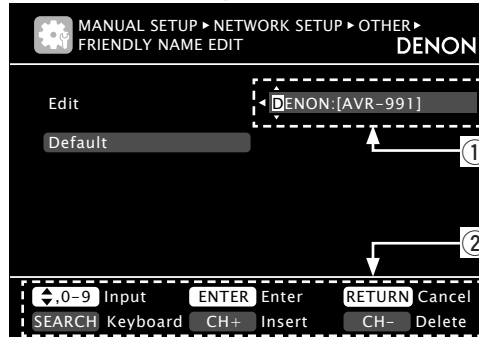 MANUAL SETUP▸NETWORK SETUP▸OTHER▸
FRIENDLY NAME EDIT
DENON
Edit
DENON:[AVR-991]
Default
①
②
,0-9 Input ENTER Enter RETURN Cancel
SEARCH Keyboard CH+ Insert CH- Delete